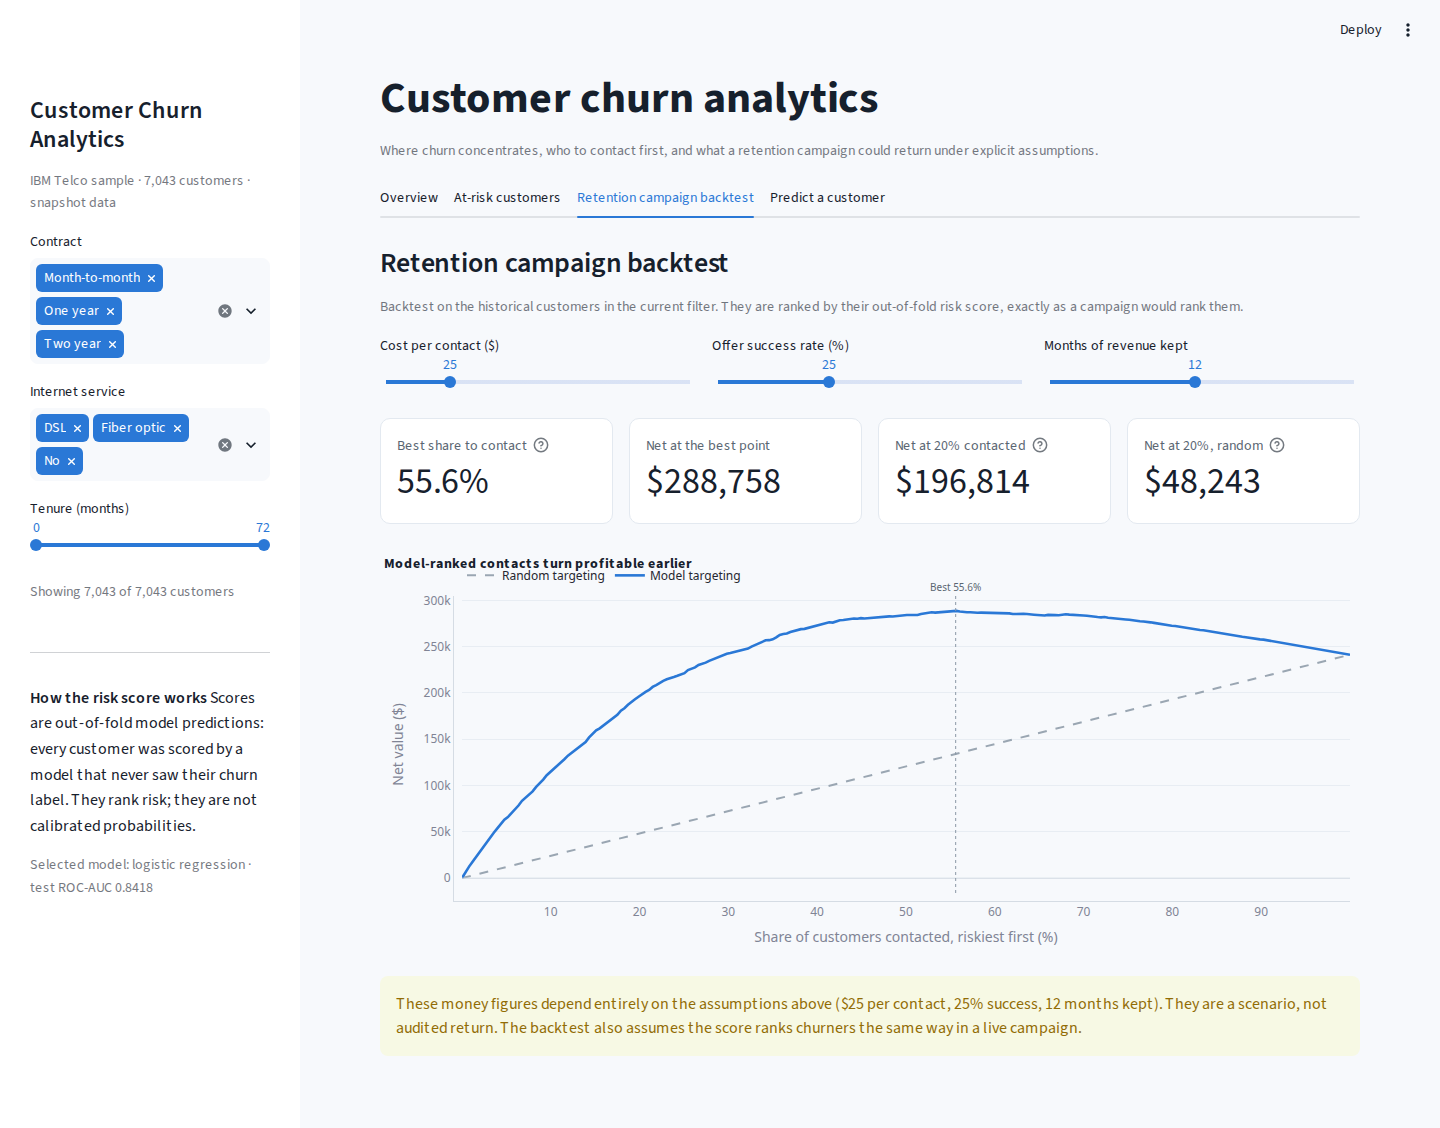 Deploy
Customer Churn
Analytics
IBM Telco sample · 7,043 customers ·
snapshot data
Contract
Month-to-month
One year
Two year
Internet service
DSL
Fiber optic
No
Tenure (months)
0
72
Showing 7,043 of 7,043 customers
How the risk score works Scores
are out-of-fold model predictions:
every customer was scored by a
model that never saw their churn
label. They rank risk; they are not
calibrated probabilities.
Selected model: logistic regression ·
test ROC-AUC 0.8418
Customer churn analytics
Where churn concentrates, who to contact first, and what a retention campaign could return under explicit assumptions.
Overview
At-risk customers
Retention campaign backtest
Predict a customer
Retention campaign backtest
Backtest on the historical customers in the current filter. They are ranked by their out-of-fold risk score, exactly as a campaign would rank them.
Cost per contact ($)
25
Offer success rate (%)
25
Months of revenue kept
12
Best share to contact
55.6%
Net at the best point
$288,758
Net at 20% contacted
$196,814
Net at 20%, random
$48,243
Model-ranked contacts turn profitable earlier
Random targeting
Model targeting
Best 55.6%
300k
250k
200k
150k
100k
50k
0
Net value ($)
10
20
30
40
50
60
70
80
90
Share of customers contacted, riskiest first (%)
These money figures depend entirely on the assumptions above ($25 per contact, 25% success, 12 months kept). They are a scenario, not
audited return. The backtest also assumes the score ranks churners the same way in a live campaign.